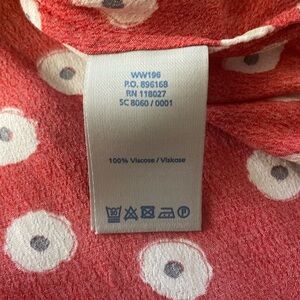 WW196
P.O. 896168
RN 118027
SC 8060 / 0001
100% Viscose / Viskose